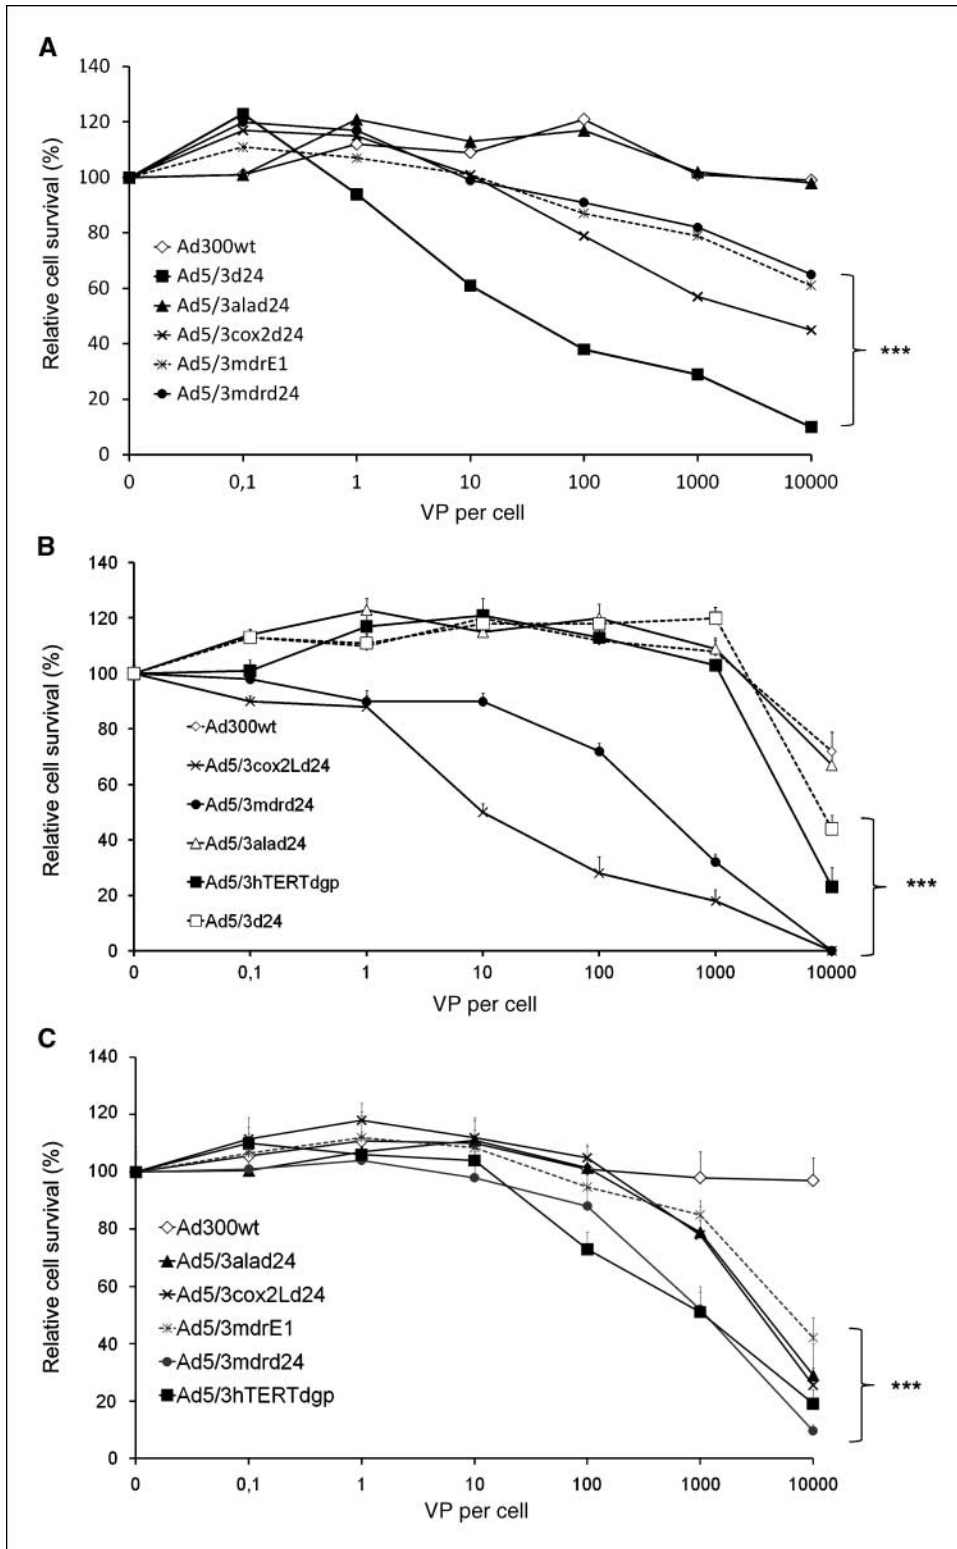 A
Relative cell survival (%)
140
120
100
80
60
40
20
0
Ad300wt
Ad5/3d24
Ad5/3alad24
Ad5/3cox2d24
Ad5/3mdrE1
Ad5/3mdrd24
***
0 0,1 1 10 100 1000 10000
VP per cell
B
Relative cell survival (%)
140
120
100
80
60
40
20
0
Ad300wt
Ad5/3cox2Ld24
Ad5/3mdrd24
Ad5/3alad24
Ad5/3hTERTdgp
Ad5/3d24
***
0 0,1 1 10 100 1000 10000
VP per cell
C
Relative cell survival (%)
140
120
100
80
60
40
20
0
Ad300wt
Ad5/3alad24
Ad5/3cox2Ld24
Ad5/3mdrE1
Ad5/3mdrd24
Ad5/3hTERTdgp
***
0 0,1 1 10 100 1000 10000
VP per cell